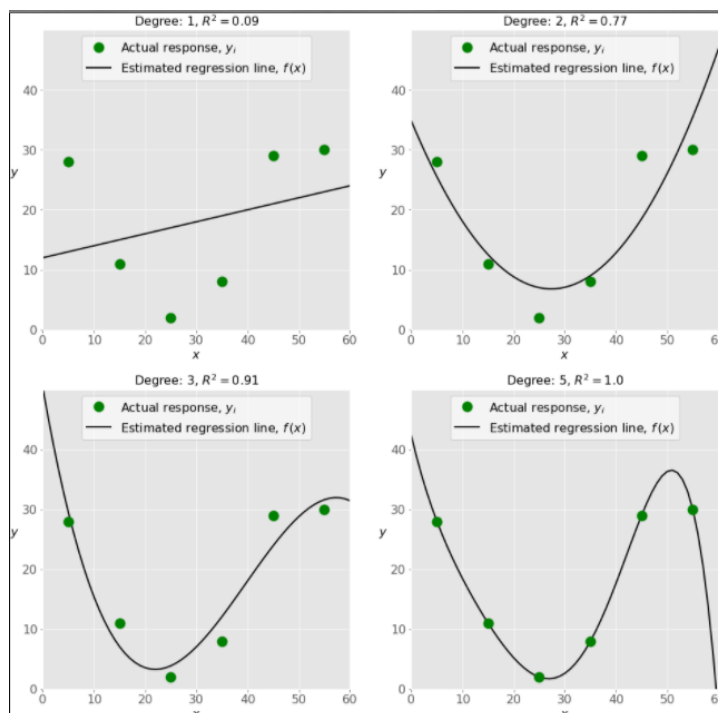 Degree: 1, R² = 0.09
Actual response, yᵢ
Estimated regression line, f(x)
40
30
y
20
10
0
0 10 20 30 40 50 60
x
Degree: 2, R² = 0.77
Actual response, yᵢ
Estimated regression line, f(x)
40
30
y
20
10
0
0 10 20 30 40 50 60
x
Degree: 3, R² = 0.91
Actual response, yᵢ
Estimated regression line, f(x)
40
30
y
20
10
0
0 10 20 30 40 50 60
x
Degree: 5, R² = 1.0
Actual response, yᵢ
Estimated regression line, f(x)
40
30
y
20
10
0
0 10 20 30 40 50 60
x